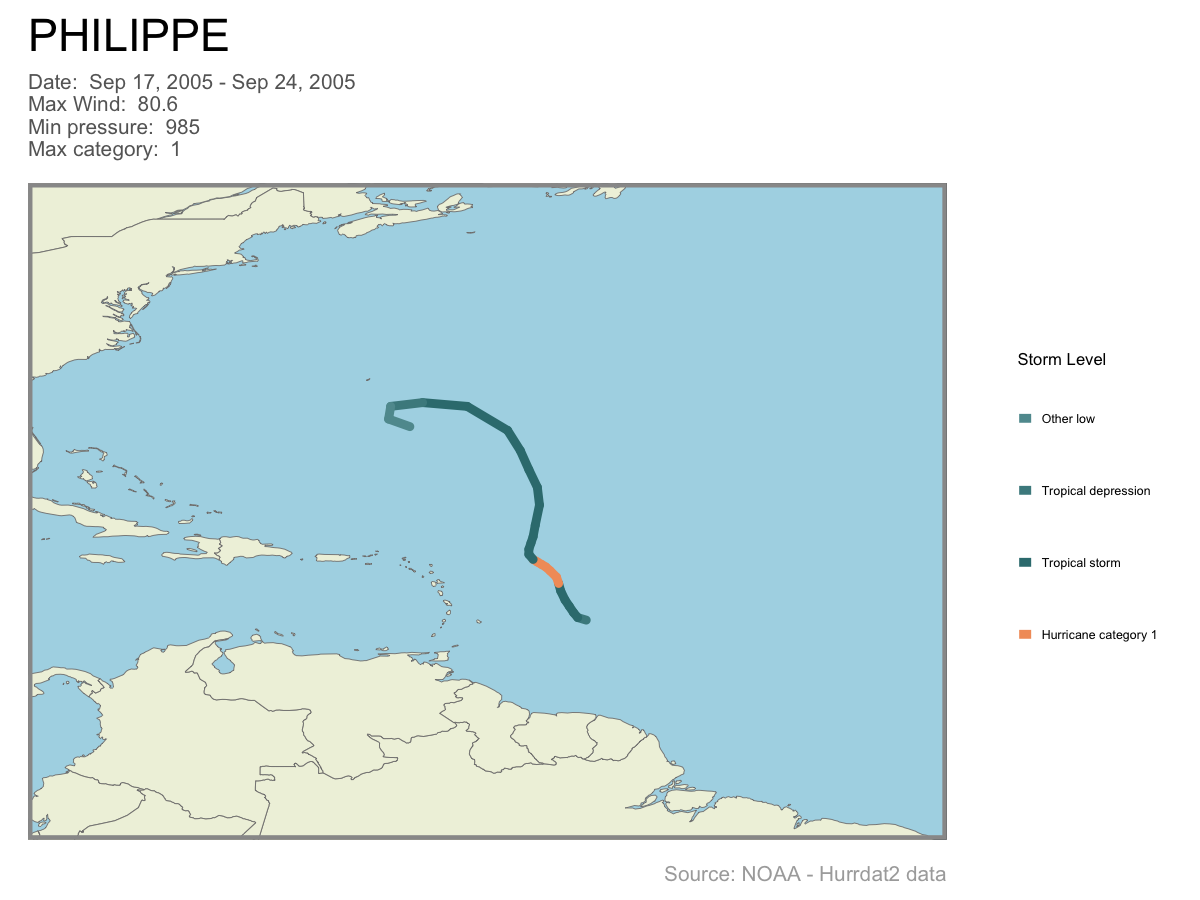 PHILIPPE
Date:  Sep 17, 2005 - Sep 24, 2005
Max Wind:  80.6
Min pressure:  985
Max category:  1
Storm Level
Other low
Tropical depression
Tropical storm
Hurricane category 1
Source: NOAA - Hurrdat2 data